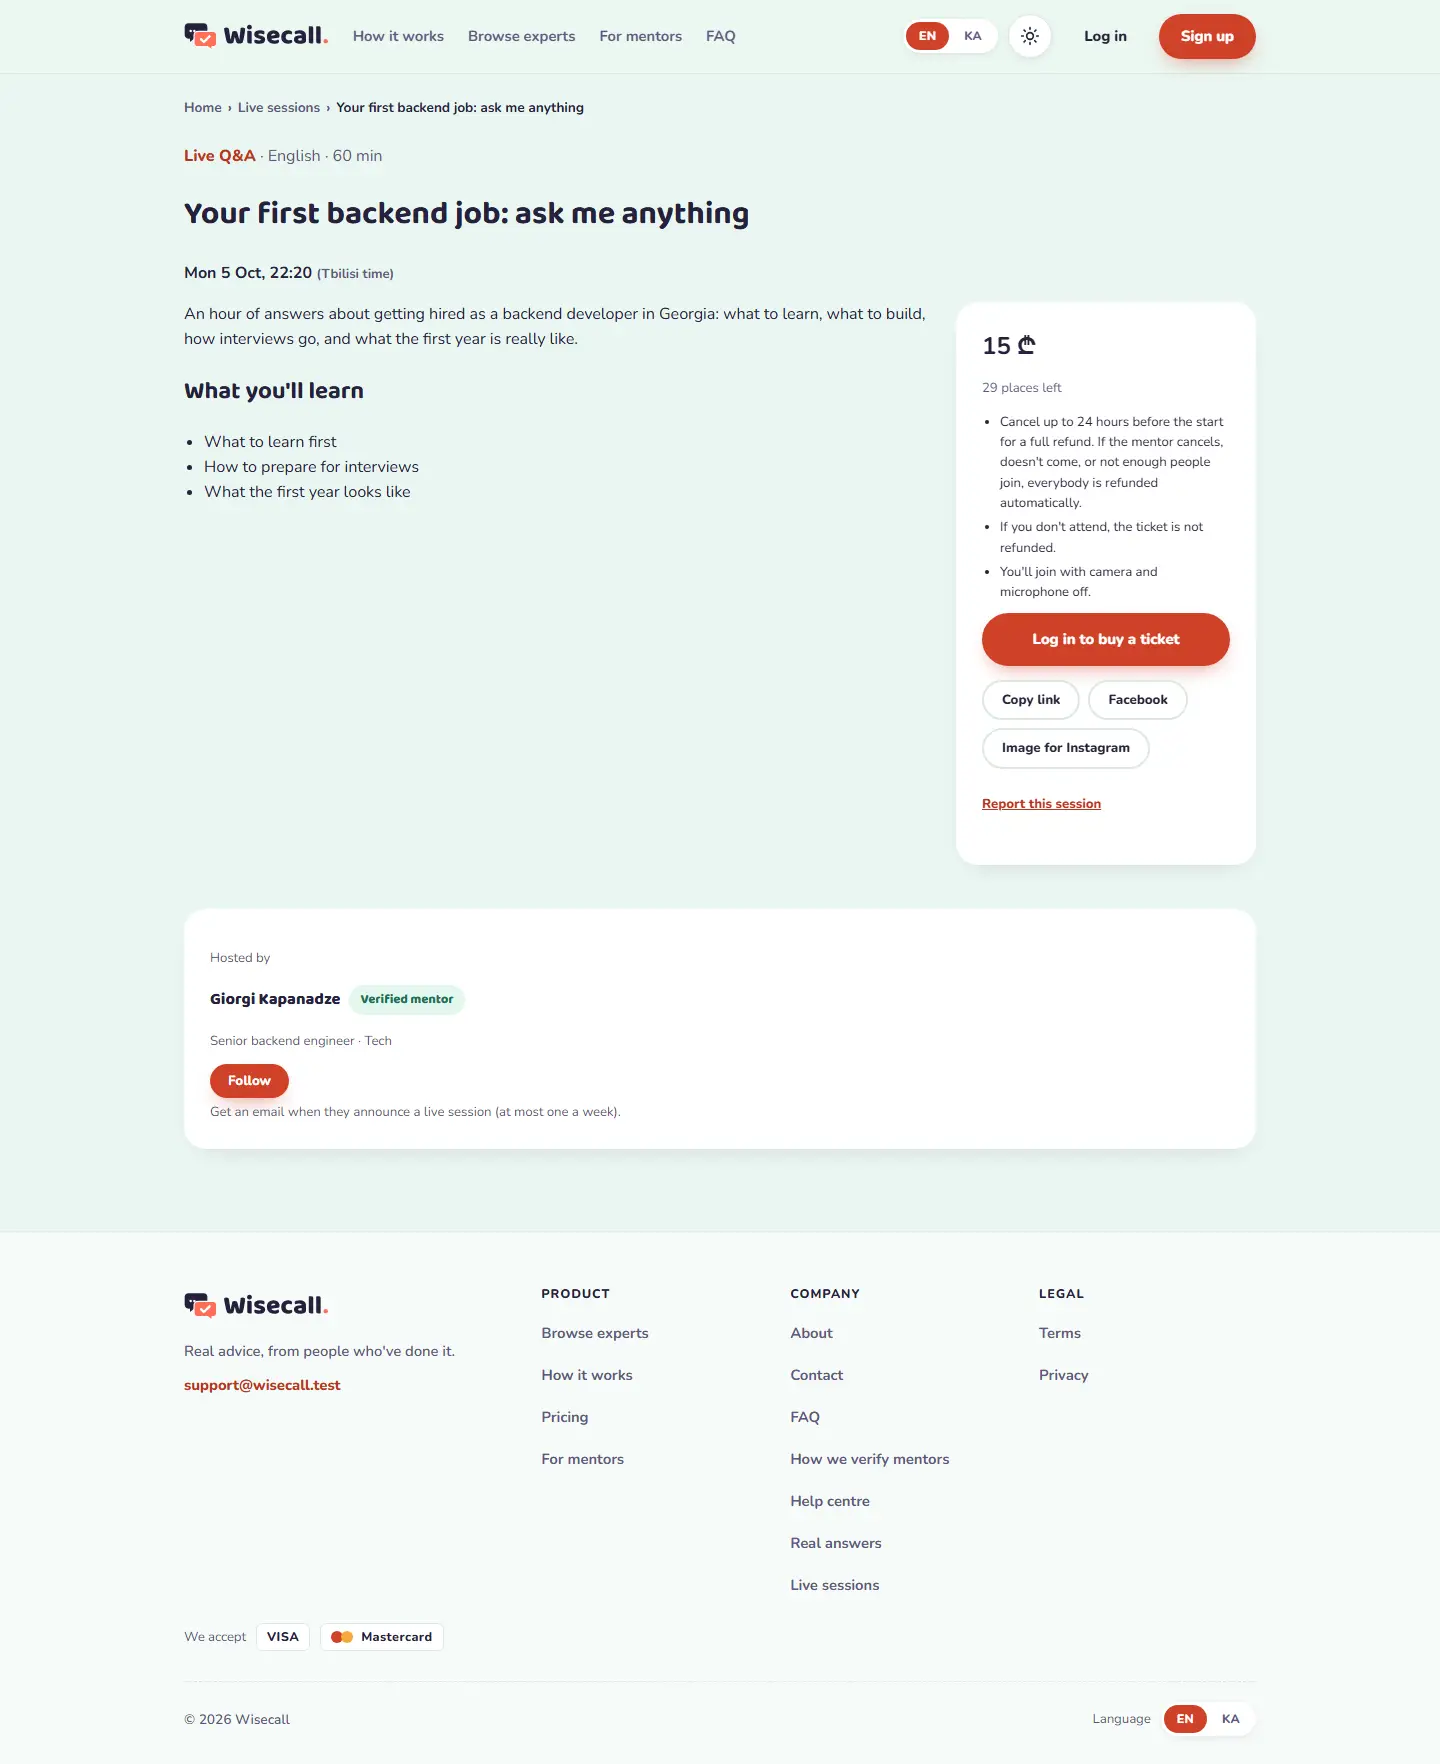 Wisecall.
How it works
Browse experts
For mentors
FAQ
EN
KA
Log in
Sign up
Home › Live sessions › Your first backend job: ask me anything
Live Q&A · English · 60 min
Your first backend job: ask me anything
Mon 5 Oct, 22:20 (Tbilisi time)
An hour of answers about getting hired as a backend developer in Georgia: what to learn, what to build,
how interviews go, and what the first year is really like.
What you'll learn
• What to learn first
• How to prepare for interviews
• What the first year looks like
15 ₾
29 places left
• Cancel up to 24 hours before the start
for a full refund. If the mentor cancels,
doesn't come, or not enough people
join, everybody is refunded
automatically.
• If you don't attend, the ticket is not
refunded.
• You'll join with camera and
microphone off.
Log in to buy a ticket
Copy link
Facebook
Image for Instagram
Report this session
Hosted by
Giorgi Kapanadze
Verified mentor
Senior backend engineer · Tech
Follow
Get an email when they announce a live session (at most one a week).
Wisecall.
Real advice, from people who've done it.
support@wisecall.test
PRODUCT
Browse experts
How it works
Pricing
For mentors
COMPANY
About
Contact
FAQ
How we verify mentors
Help centre
Real answers
Live sessions
LEGAL
Terms
Privacy
We accept
VISA
Mastercard
© 2026 Wisecall
Language
EN
KA